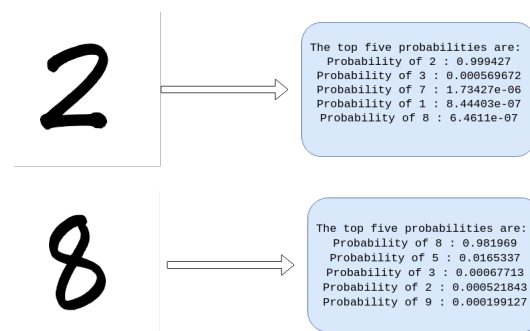 2
The top five probabilities are:
Probability of 2 : 0.999427
Probability of 3 : 0.000569672
Probability of 7 : 1.73427e-06
Probability of 1 : 8.44403e-07
Probability of 8 : 6.4611e-07
8
The top five probabilities are:
Probability of 8 : 0.981969
Probability of 5 : 0.0165337
Probability of 3 : 0.00067713
Probability of 2 : 0.000521843
Probability of 9 : 0.000199127